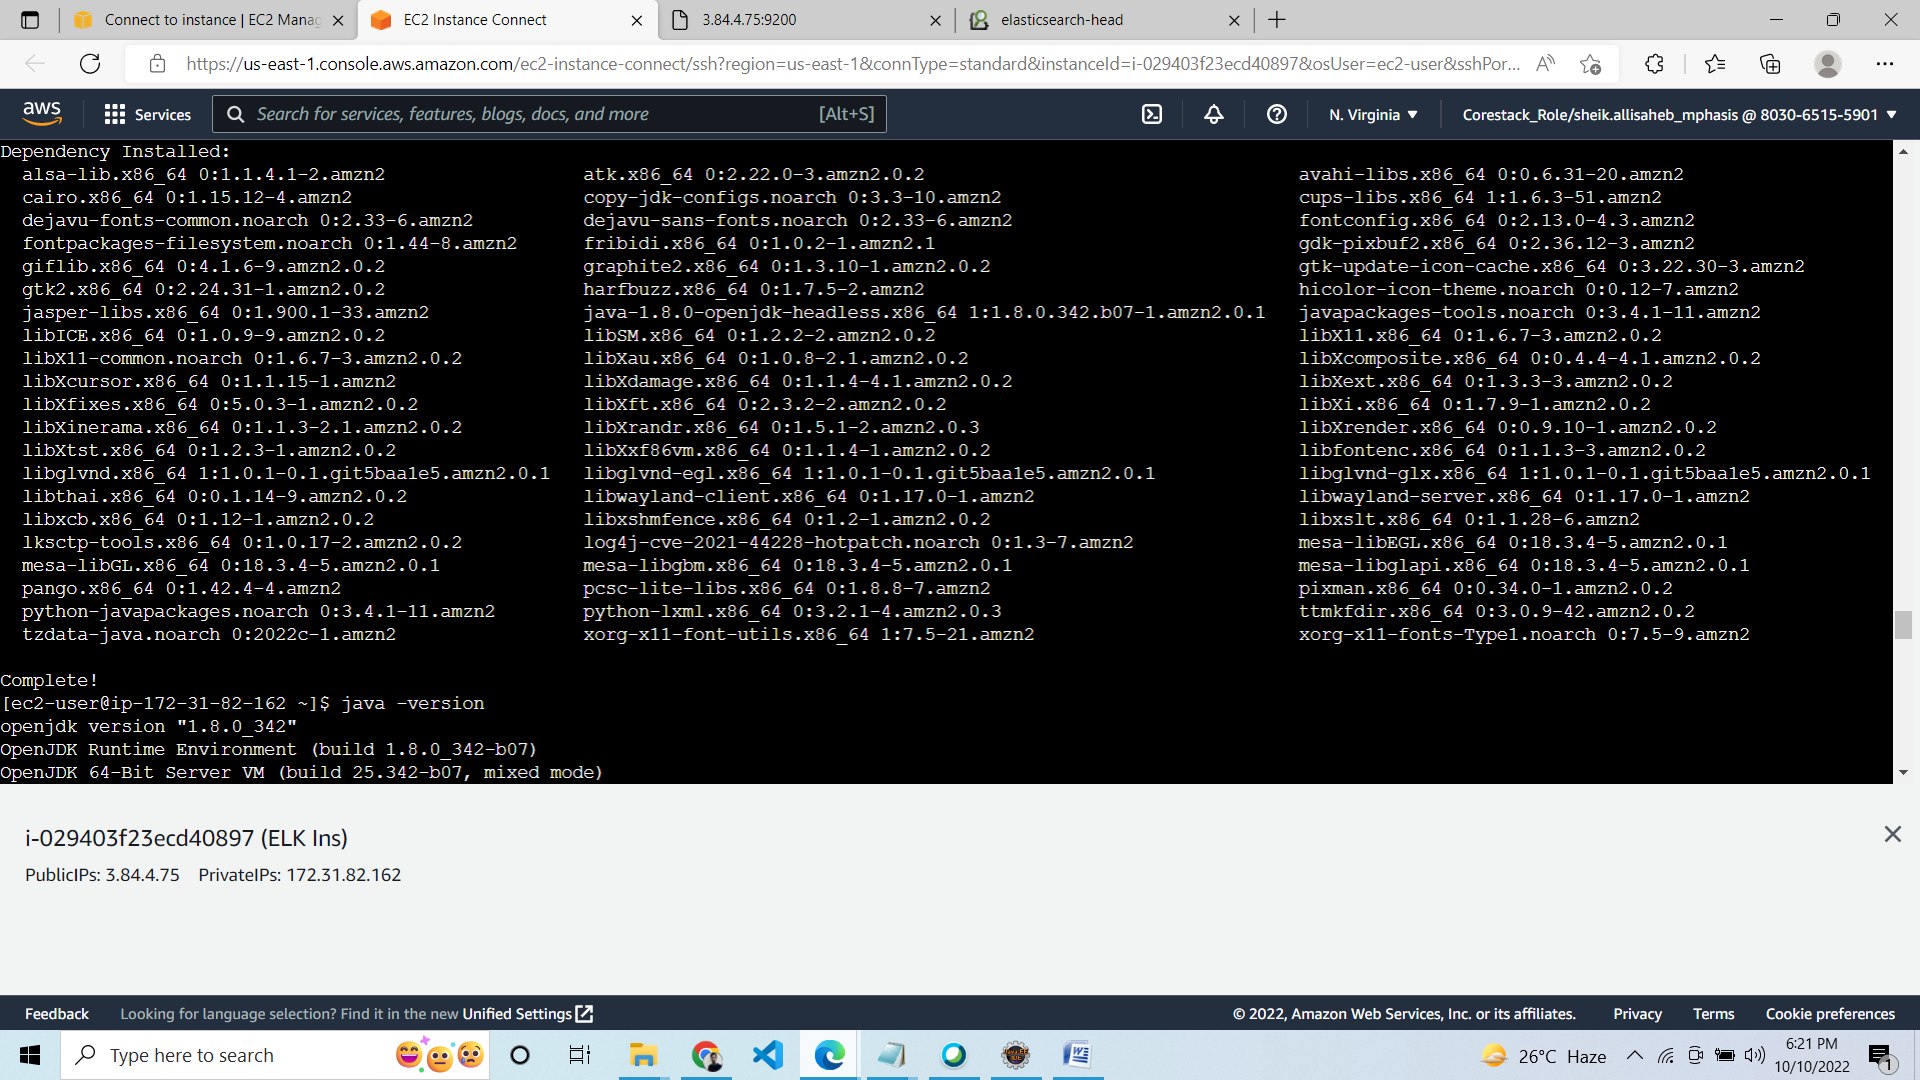 Connect to instance | EC2 Manag
EC2 Instance Connect
3.84.4.75:9200
elasticsearch-head
https://us-east-1.console.aws.amazon.com/ec2-instance-connect/ssh?region=us-east-1&connType=standard&instanceId=i-029403f23ecd40897&osUser=ec2-user&sshPor...
aws Services Search for services, features, blogs, docs, and more [Alt+S] N. Virginia Corestack_Role/sheik.allisaheb_mphasis @ 8030-6515-5901
Dependency Installed:
alsa-lib.x86_64 0:1.1.4.1-2.amzn2 atk.x86_64 0:2.22.0-3.amzn2.0.2 avahi-libs.x86_64 0:0.6.31-20.amzn2
cairo.x86_64 0:1.15.12-4.amzn2 copy-jdk-configs.noarch 0:3.3-10.amzn2 cups-libs.x86_64 1:1.6.3-51.amzn2
dejavu-fonts-common.noarch 0:2.33-6.amzn2 dejavu-sans-fonts.noarch 0:2.33-6.amzn2 fontconfig.x86_64 0:2.13.0-4.3.amzn2
fontpackages-filesystem.noarch 0:1.44-8.amzn2 fribidi.x86_64 0:1.0.2-1.amzn2.1 gdk-pixbuf2.x86_64 0:2.36.12-3.amzn2
giflib.x86_64 0:4.1.6-9.amzn2.0.2 graphite2.x86_64 0:1.3.10-1.amzn2.0.2 gtk-update-icon-cache.x86_64 0:3.22.30-3.amzn2
gtk2.x86_64 0:2.24.31-1.amzn2.0.2 harfbuzz.x86_64 0:1.7.5-2.amzn2 hicolor-icon-theme.noarch 0:0.12-7.amzn2
jasper-libs.x86_64 0:1.900.1-33.amzn2 java-1.8.0-openjdk-headless.x86_64 1:1.8.0.342.b07-1.amzn2.0.1 javapackages-tools.noarch 0:3.4.1-11.amzn2
libICE.x86_64 0:1.0.9-9.amzn2.0.2 libSM.x86_64 0:1.2.2-2.amzn2.0.2 libX11.x86_64 0:1.6.7-3.amzn2.0.2
libX11-common.noarch 0:1.6.7-3.amzn2.0.2 libXau.x86_64 0:1.0.8-2.1.amzn2.0.2 libXcomposite.x86_64 0:0.4.4-4.1.amzn2.0.2
libXcursor.x86_64 0:1.1.15-1.amzn2 libXdamage.x86_64 0:1.1.4-4.1.amzn2.0.2 libXext.x86_64 0:1.3.3-3.amzn2.0.2
libXfixes.x86_64 0:5.0.3-1.amzn2.0.2 libXft.x86_64 0:2.3.2-2.amzn2.0.2 libXi.x86_64 0:1.7.9-1.amzn2.0.2
libXinerama.x86_64 0:1.1.3-2.1.amzn2.0.2 libXrandr.x86_64 0:1.5.1-2.amzn2.0.3 libXrender.x86_64 0:0.9.10-1.amzn2.0.2
libXtst.x86_64 0:1.2.3-1.amzn2.0.2 libXxf86vm.x86_64 0:1.1.4-1.amzn2.0.2 libfontenc.x86_64 0:1.1.3-3.amzn2.0.2
libglvnd.x86_64 1:1.0.1-0.1.git5baa1e5.amzn2.0.1 libglvnd-egl.x86_64 1:1.0.1-0.1.git5baa1e5.amzn2.0.1 libglvnd-glx.x86_64 1:1.0.1-0.1.git5baa1e5.amzn2.0.1
libthai.x86_64 0:0.1.14-9.amzn2.0.2 libwayland-client.x86_64 0:1.17.0-1.amzn2 libwayland-server.x86_64 0:1.17.0-1.amzn2
libxcb.x86_64 0:1.12-1.amzn2.0.2 libxshmfence.x86_64 0:1.2-1.amzn2.0.2 libxslt.x86_64 0:1.1.28-6.amzn2
lksctp-tools.x86_64 0:1.0.17-2.amzn2.0.2 log4j-cve-2021-44228-hotpatch.noarch 0:1.3-7.amzn2 mesa-libEGL.x86_64 0:18.3.4-5.amzn2.0.1
mesa-libGL.x86_64 0:18.3.4-5.amzn2.0.1 mesa-libgbm.x86_64 0:18.3.4-5.amzn2.0.1 mesa-libglapi.x86_64 0:18.3.4-5.amzn2.0.1
pango.x86_64 0:1.42.4-4.amzn2 pcsc-lite-libs.x86_64 0:1.8.8-7.amzn2 pixman.x86_64 0:0.34.0-1.amzn2.0.2
python-javapackages.noarch 0:3.4.1-11.amzn2 python-lxml.x86_64 0:3.2.1-4.amzn2.0.3 ttmkfdir.x86_64 0:3.0.9-42.amzn2.0.2
tzdata-java.noarch 0:2022c-1.amzn2 xorg-x11-font-utils.x86_64 1:7.5-21.amzn2 xorg-x11-fonts-Type1.noarch 0:7.5-9.amzn2
Complete!
[ec2-user@ip-172-31-82-162 ~]$ java -version
openjdk version "1.8.0_342"
OpenJDK Runtime Environment (build 1.8.0_342-b07)
OpenJDK 64-Bit Server VM (build 25.342-b07, mixed mode)
i-029403f23ecd40897 (ELK Ins)
PublicIPs: 3.84.4.75 PrivateIPs: 172.31.82.162
Feedback Looking for language selection? Find it in the new Unified Settings © 2022, Amazon Web Services, Inc. or its affiliates. Privacy Terms Cookie preferences
Type here to search 26°C Haze 6:21 PM
10/10/2022 1